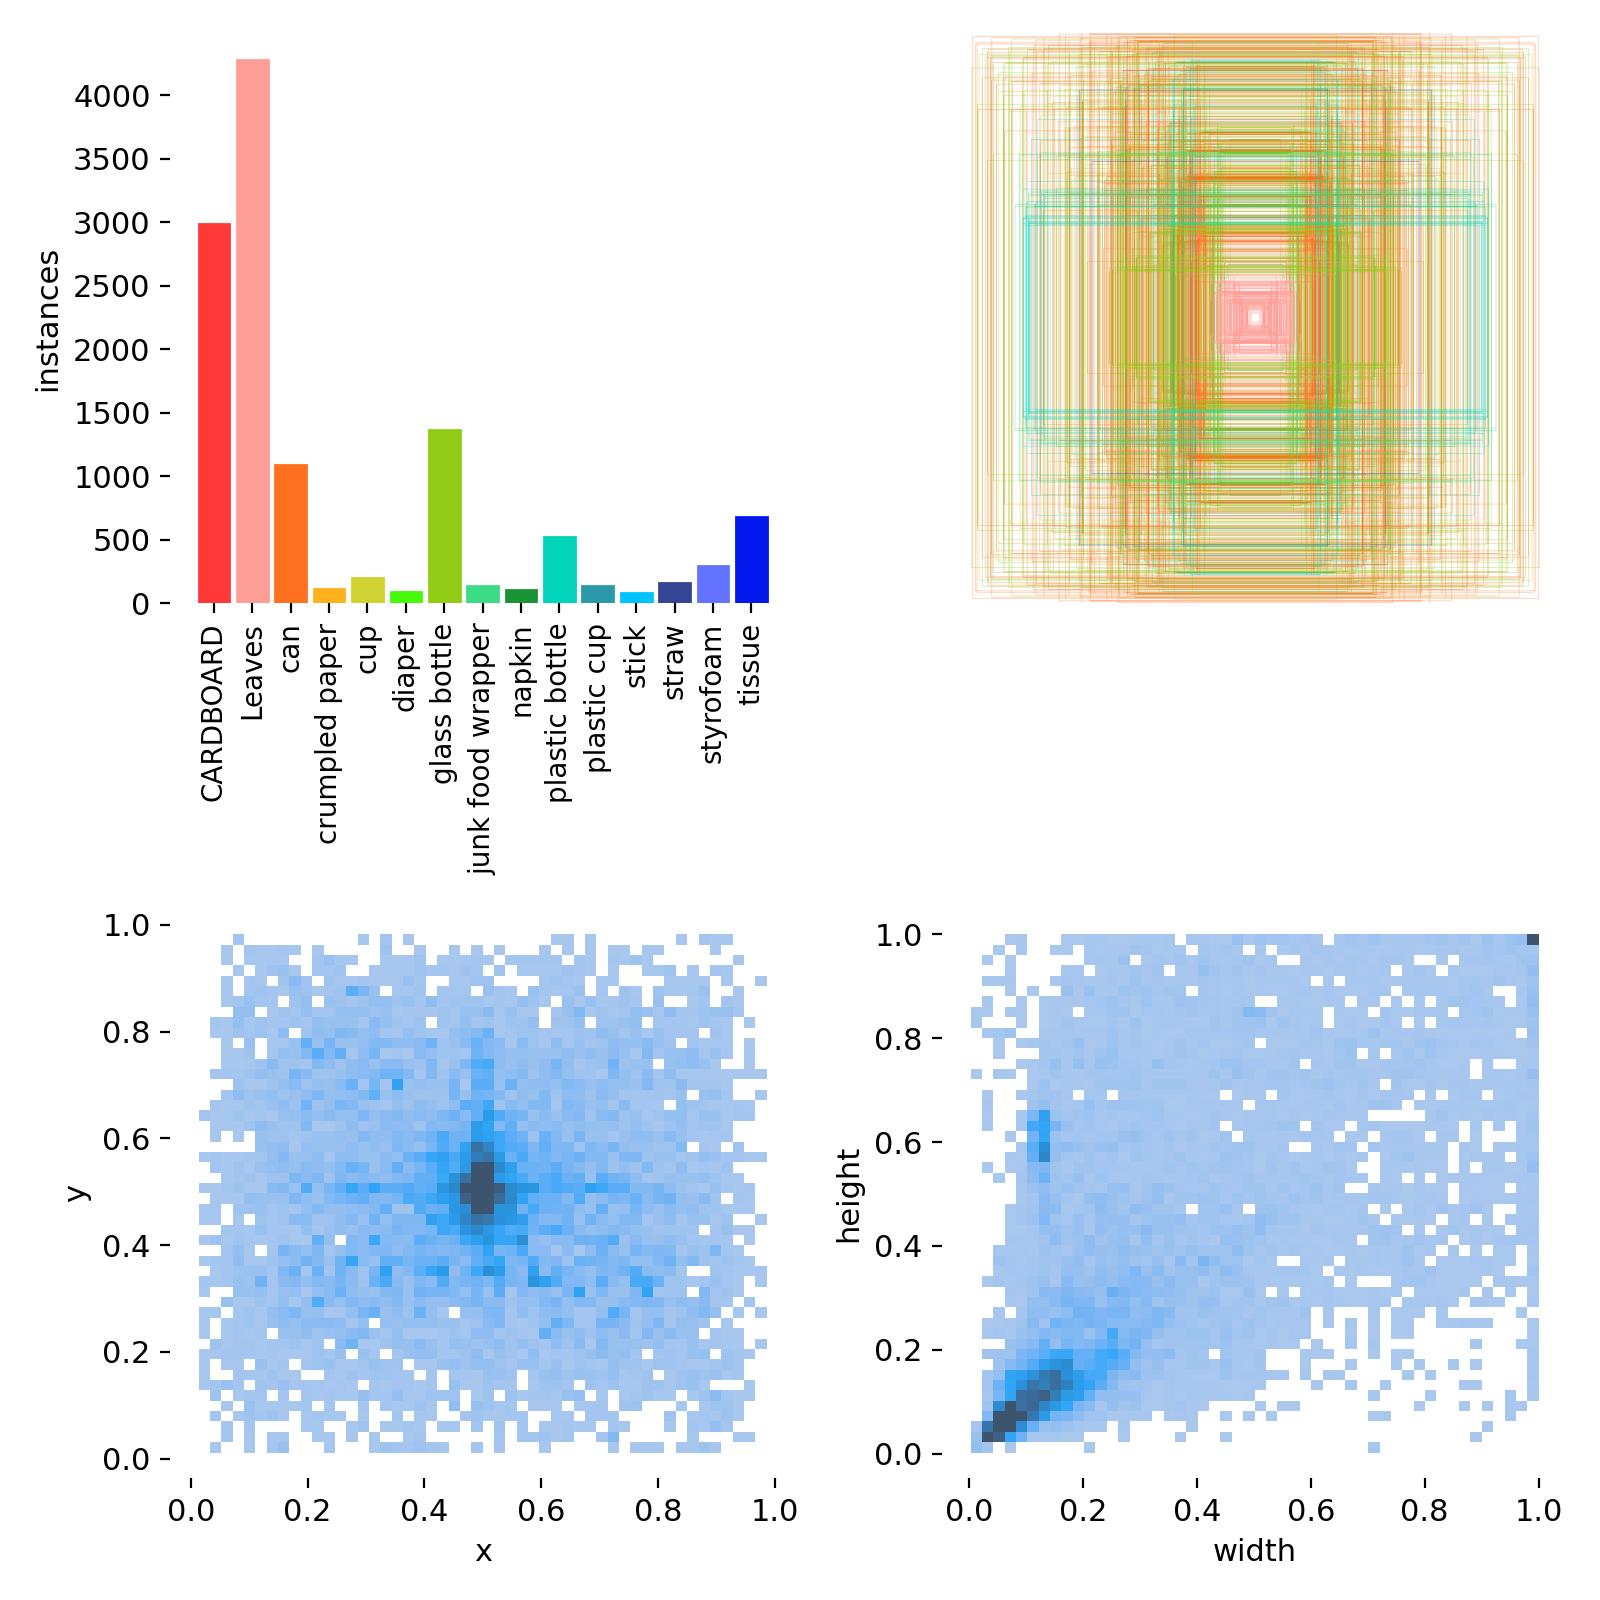 4000
3500
3000
2500
2000
1500
1000
500
0
instances
CARDBOARD
Leaves
can
crumpled paper
cup
diaper
glass bottle
junk food wrapper
napkin
plastic bottle
plastic cup
stick
straw
styrofoam
tissue
1.0
0.8
0.6
0.4
0.2
0.0
y
0.0 0.2 0.4 0.6 0.8 1.0
x
1.0
0.8
0.6
0.4
0.2
0.0
height
0.0 0.2 0.4 0.6 0.8 1.0
width